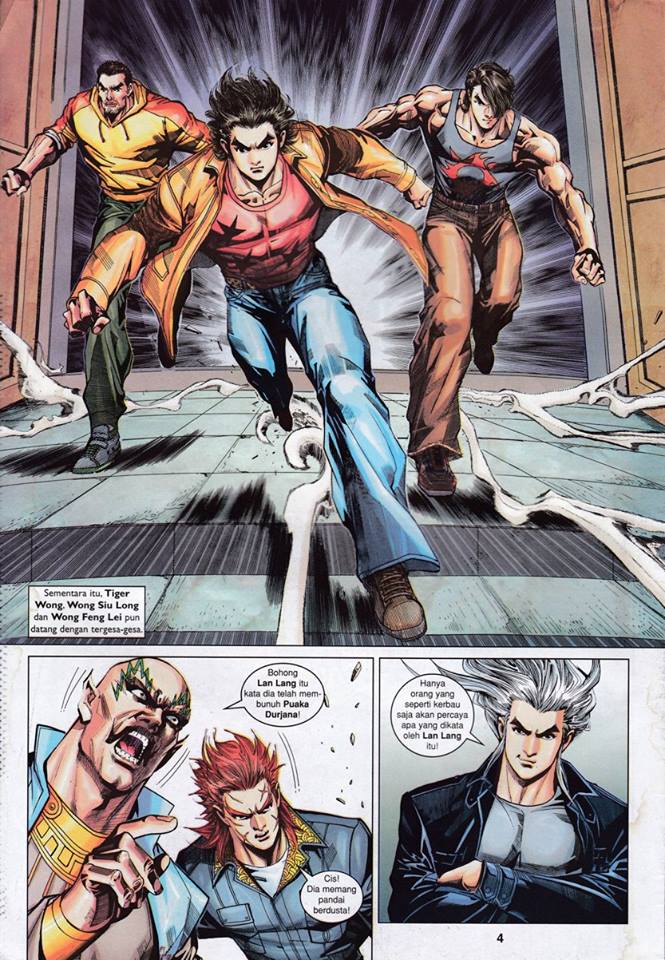 Sementara itu, Tiger
Wong, Wong Siu Long
dan Wong Feng Lei pun
datang dengan tergesa-gesa.
Bohong
Lan Lang itu
kata dia telah mem-
bunuh Puaka
Durjana!
Cis!
Dia memang
pandai
berdusta!
Hanya
orang yang
seperti kerbau
saja akan percaya
apa yang dikata
oleh Lan Lang
itu!
4